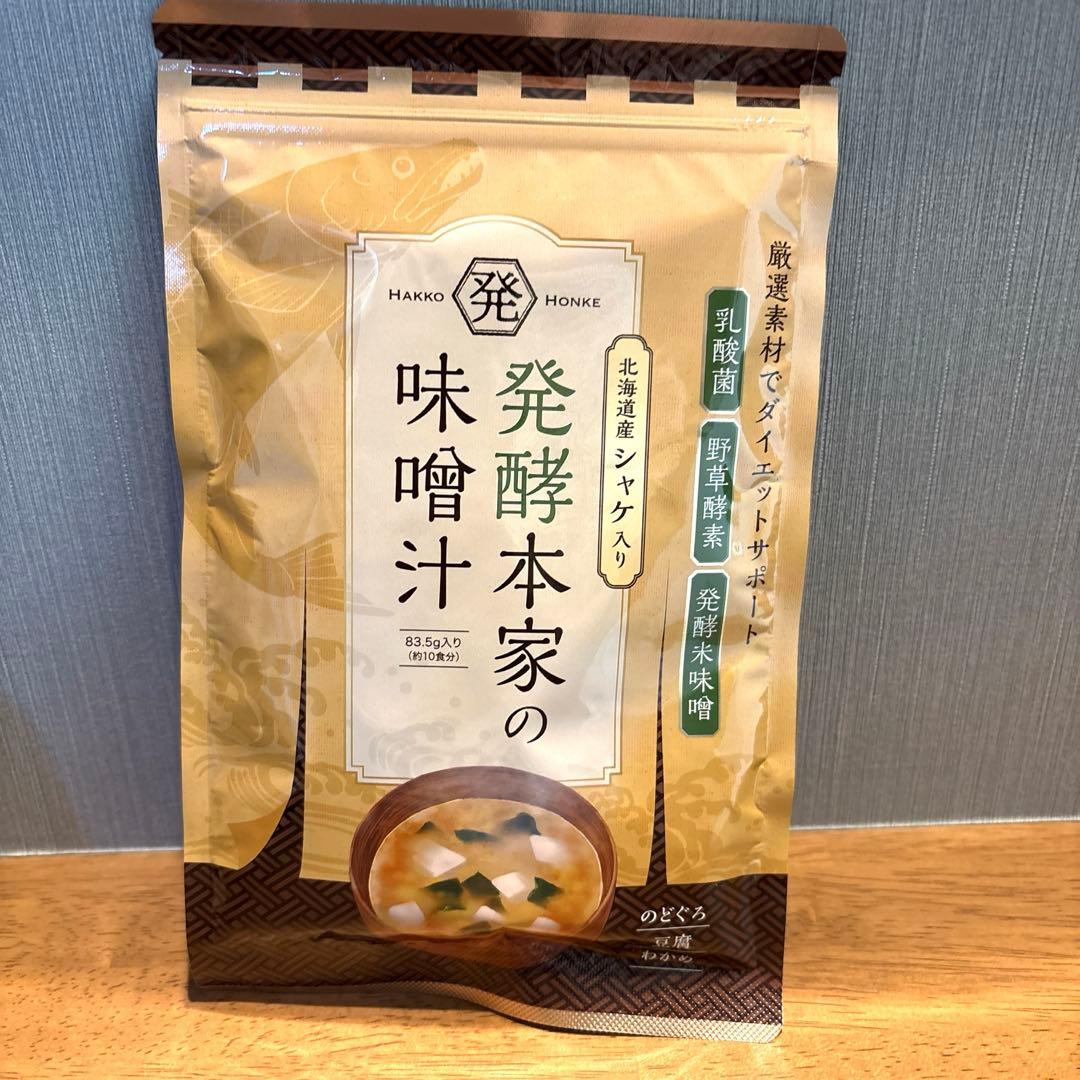 厳選素材でダイエットサポート
乳酸菌
野草酵素
発酵米味噌
HAKKO 発 HONKE
北海道産シャケ入り
発酵本家の
味噌汁
83.5g入り
(約10食分)
のどぐろ
豆腐
わかめ